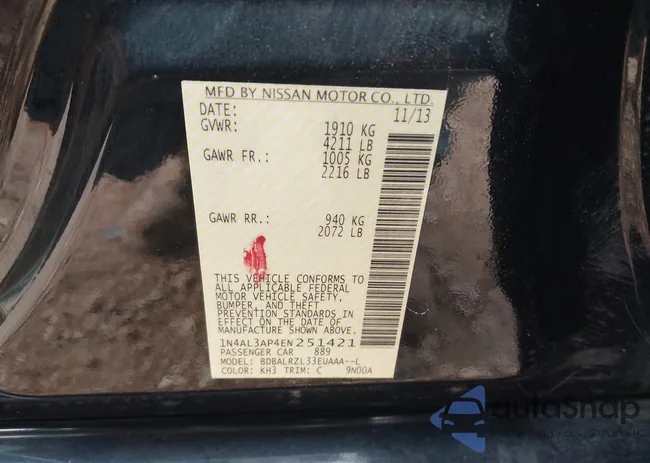 MFD BY NISSAN MOTOR CO., LTD.
DATE: 11/13
GVWR: 1910 KG
4211 LB
GAWR FR.: 1005 KG
2216 LB
GAWR RR.: 940 KG
2072 LB
THIS VEHICLE CONFORMS TO
ALL APPLICABLE FEDERAL
MOTOR VEHICLE SAFETY,
BUMPER, AND THEFT
PREVENTION STANDARDS IN
EFFECT ON THE DATE OF
MANUFACTURE SHOWN ABOVE.
1N4AL3AP4EN251421
PASSENGER CAR 889
MODEL: BDBALRZL33EUAAA--L
COLOR: KH3 TRIM: C 9N00A
autoSnap